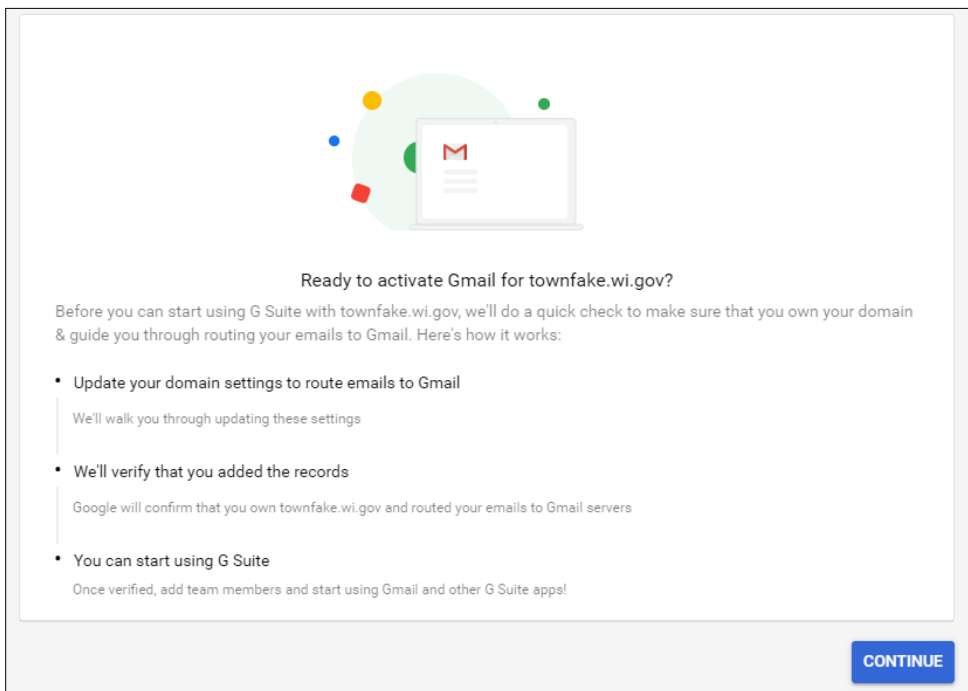 Ready to activate Gmail for townfake.wi.gov?
Before you can start using G Suite with townfake.wi.gov, we'll do a quick check to make sure that you own your domain
& guide you through routing your emails to Gmail. Here's how it works:
• Update your domain settings to route emails to Gmail
We'll walk you through updating these settings
• We'll verify that you added the records
Google will confirm that you own townfake.wi.gov and routed your emails to Gmail servers
• You can start using G Suite
Once verified, add team members and start using Gmail and other G Suite apps!
CONTINUE